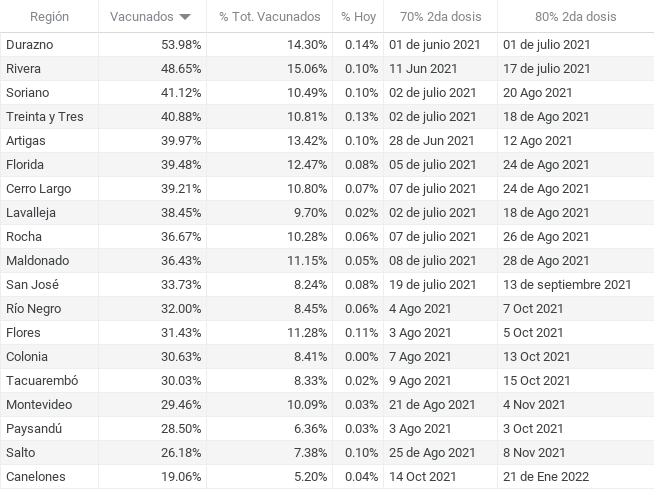 Región Vacunados % Tot. Vacunados % Hoy 70% 2da dosis 80% 2da dosis
Durazno 53.98% 14.30% 0.14% 01 de junio 2021 01 de julio 2021
Rivera 48.65% 15.06% 0.10% 11 Jun 2021 17 de julio 2021
Soriano 41.12% 10.49% 0.10% 02 de julio 2021 20 Ago 2021
Treinta y Tres 40.88% 10.81% 0.13% 02 de julio 2021 18 de Ago 2021
Artigas 39.97% 13.42% 0.10% 28 de Jun 2021 12 Ago 2021
Florida 39.48% 12.47% 0.08% 05 de julio 2021 24 de Ago 2021
Cerro Largo 39.21% 10.80% 0.07% 07 de julio 2021 24 de Ago 2021
Lavalleja 38.45% 9.70% 0.02% 02 de julio 2021 18 de Ago 2021
Rocha 36.67% 10.28% 0.06% 07 de julio 2021 26 de Ago 2021
Maldonado 36.43% 11.15% 0.05% 08 de julio 2021 28 de Ago 2021
San José 33.73% 8.24% 0.08% 19 de julio 2021 13 de septiembre 2021
Río Negro 32.00% 8.45% 0.06% 4 Ago 2021 7 Oct 2021
Flores 31.43% 11.28% 0.11% 3 Ago 2021 5 Oct 2021
Colonia 30.63% 8.41% 0.00% 7 Ago 2021 13 Oct 2021
Tacuarembó 30.03% 8.33% 0.02% 9 Ago 2021 15 Oct 2021
Montevideo 29.46% 10.09% 0.03% 21 de Ago 2021 4 Nov 2021
Paysandú 28.50% 6.36% 0.03% 3 Ago 2021 3 Oct 2021
Salto 26.18% 7.38% 0.10% 25 de Ago 2021 8 Nov 2021
Canelones 19.06% 5.20% 0.04% 14 Oct 2021 21 de Ene 2022